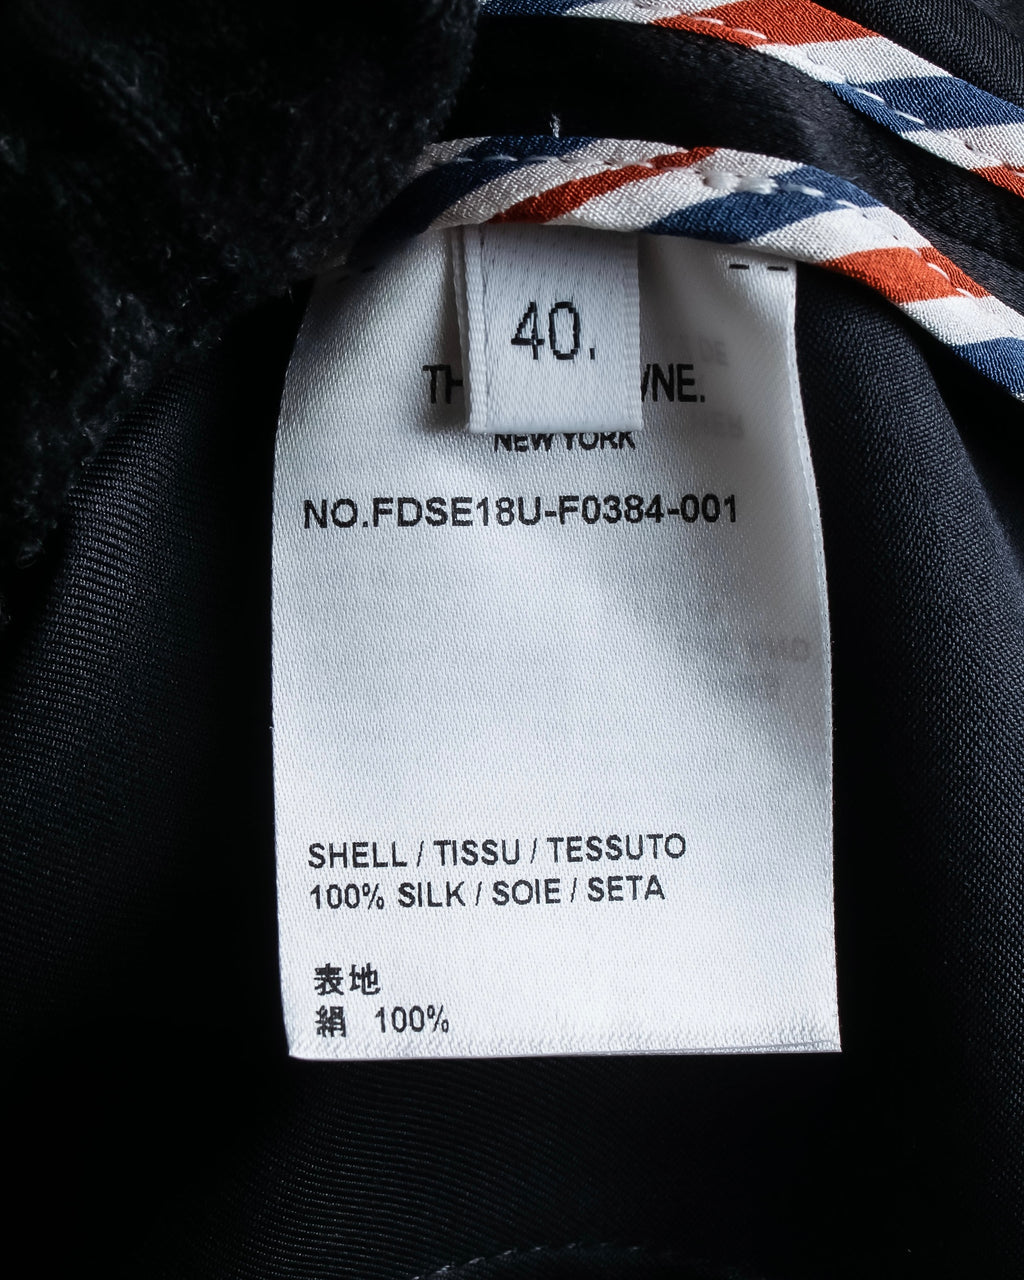 40.
NEW YORK
NO.FDSE18U-F0384-001
SHELL / TISSU / TESSUTO
100% SILK / SOIE / SETA
表地
絹 100%